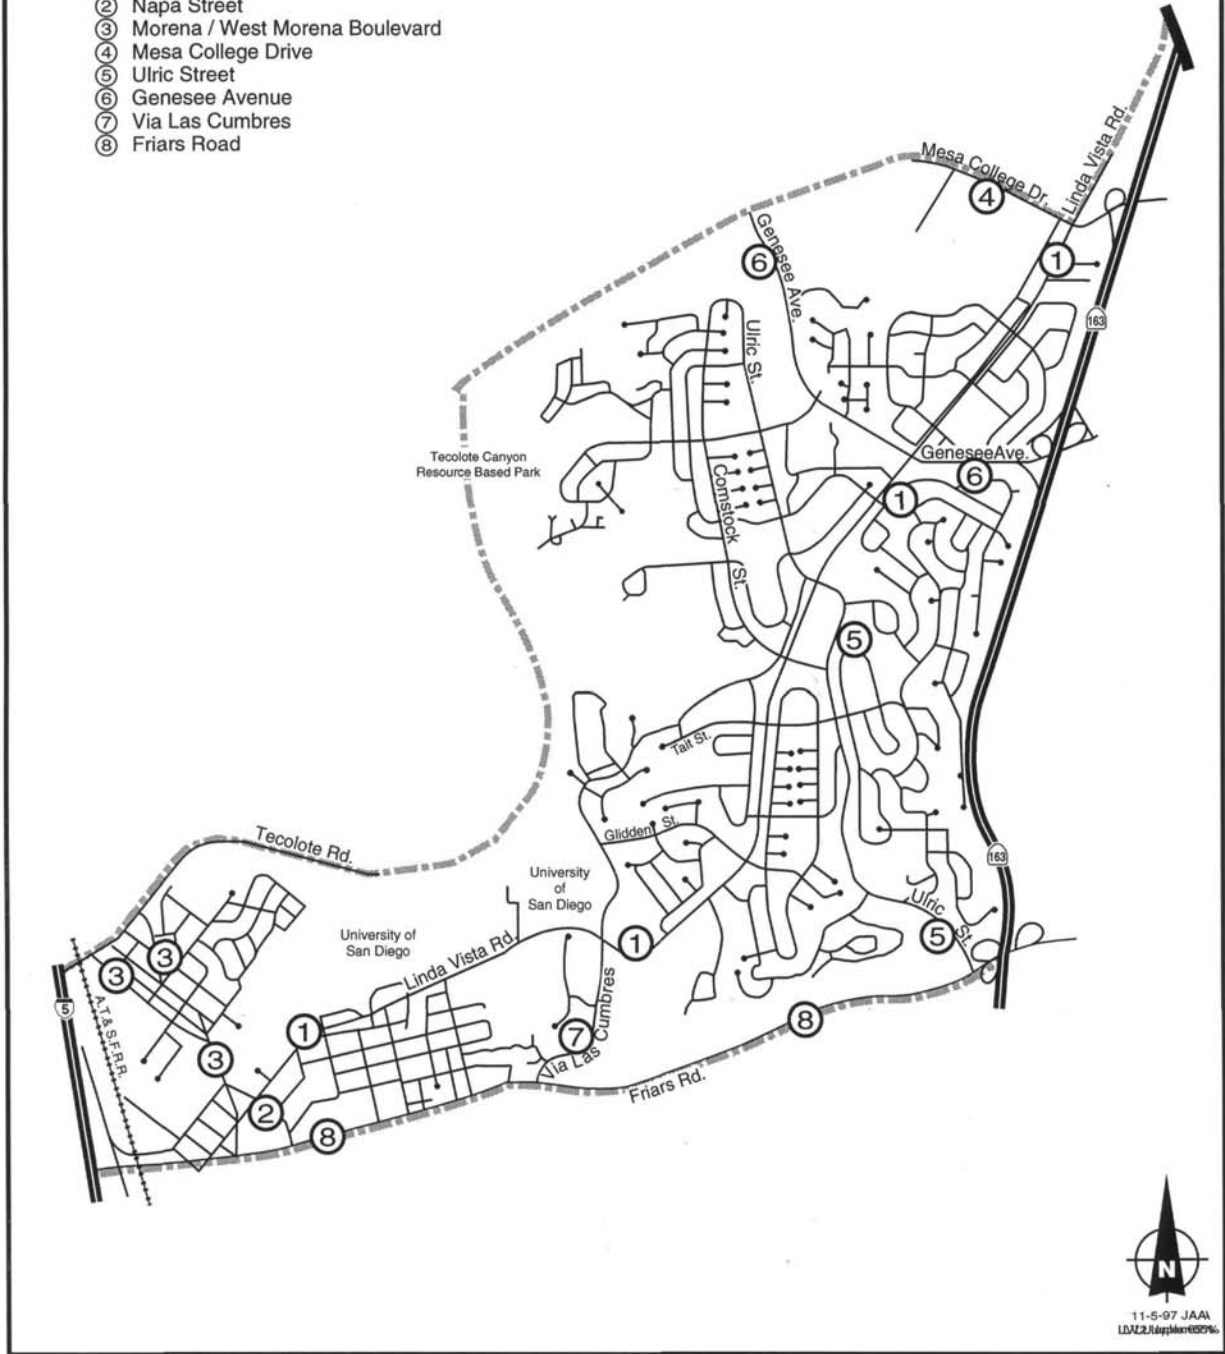 ② Napa Street
③ Morena / West Morena Boulevard
④ Mesa College Drive
⑤ Ulric Street
⑥ Genesee Avenue
⑦ Via Las Cumbres
⑧ Friars Road
Mesa College Dr.
Linda Vista Rd.
④
Genesee Ave.
⑥
①
163
Ulric St.
Tecolote Canyon
Resource Based Park
GeneseeAve.
⑥
①
Comstock St.
⑤
Tait St.
Glidden St.
Tecolote Rd.
163
University
of
San Diego
Ulric St.
⑤
University of
San Diego
Linda Vista Rd.
①
③
③
5
A.T.& S.F.R.R.
①
③
Via Las Cumbres
⑦
⑧
Friars Rd.
②
⑧
N
11-5-97 JAA